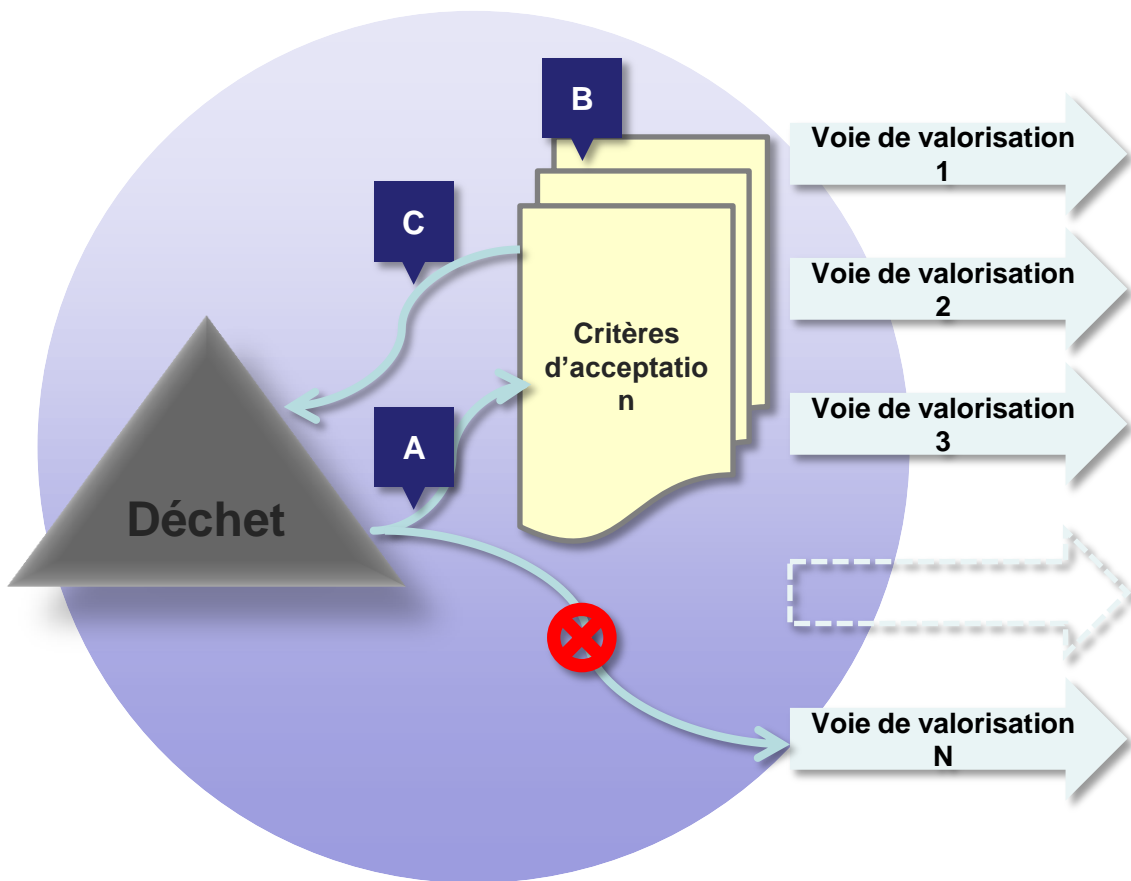 B
Voie de valorisation
1
C
Voie de valorisation
2
Critères
d’acceptatio
n
Voie de valorisation
3
A
Déchet
Voie de valorisation
N